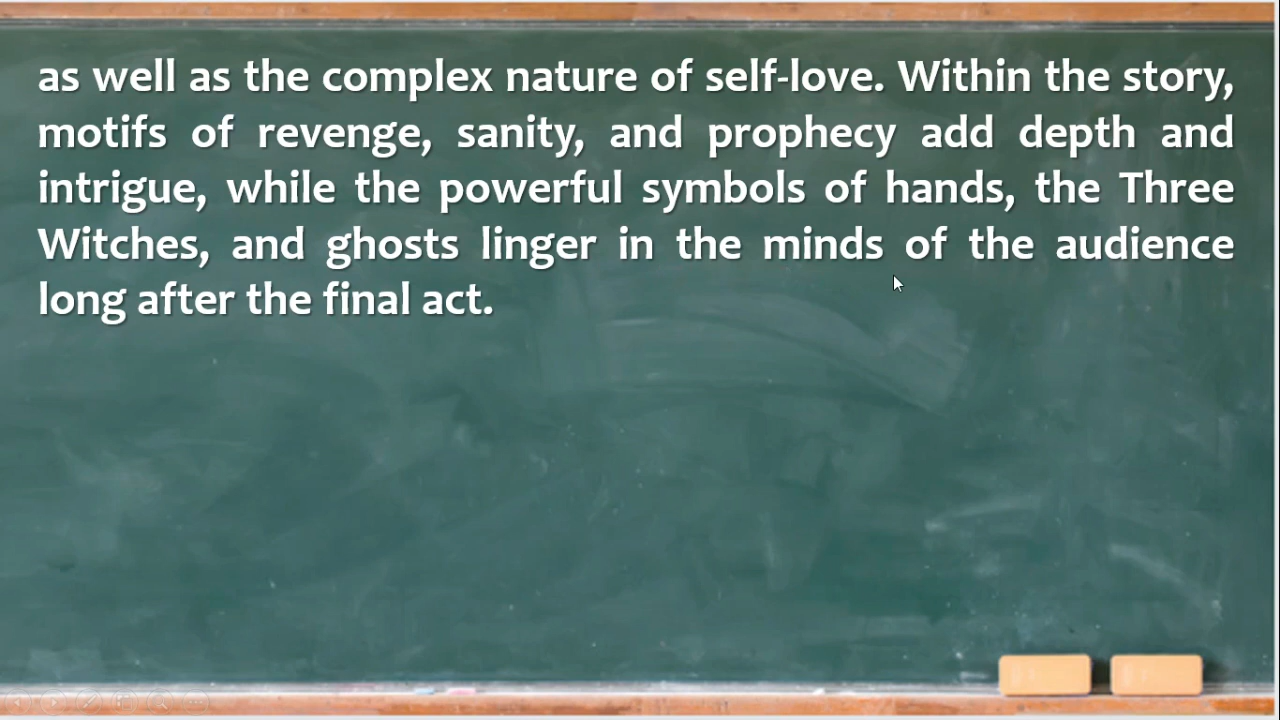 as well as the complex nature of self-love. Within the story,
motifs of revenge, sanity, and prophecy add depth and
intrigue, while the powerful symbols of hands, the Three
Witches, and ghosts linger in the minds of the audience
long after the final act.